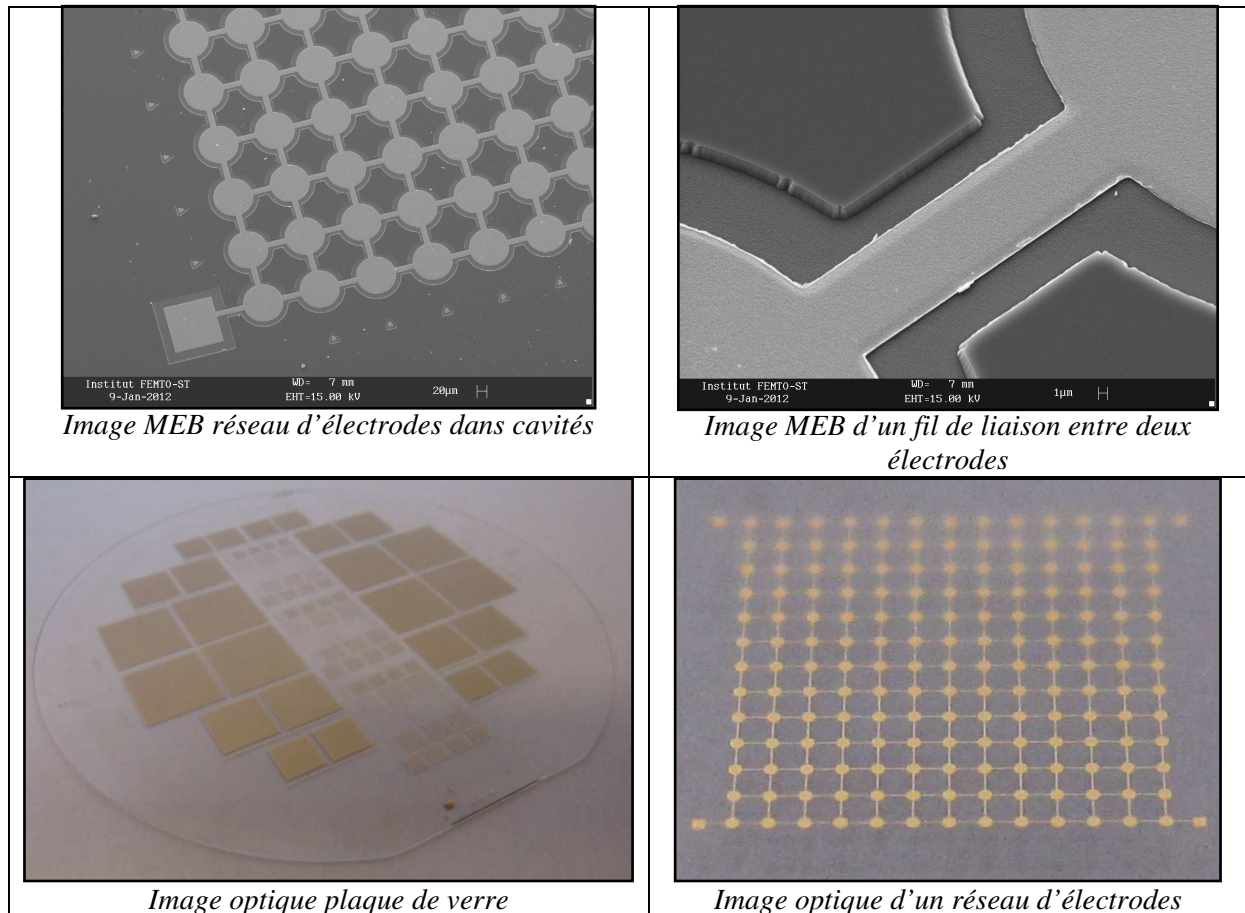 Institut FEMTO-ST
9-Jan-2012
WD= 7 mm
EHT=15.00 kV
20µm
Image MEB réseau d'électrodes dans cavités
Institut FEMTO-ST
9-Jan-2012
WD= 7 mm
EHT=15.00 kV
1µm
Image MEB d'un fil de liaison entre deux
électrodes
Image optique plaque de verre
Image optique d'un réseau d'électrodes